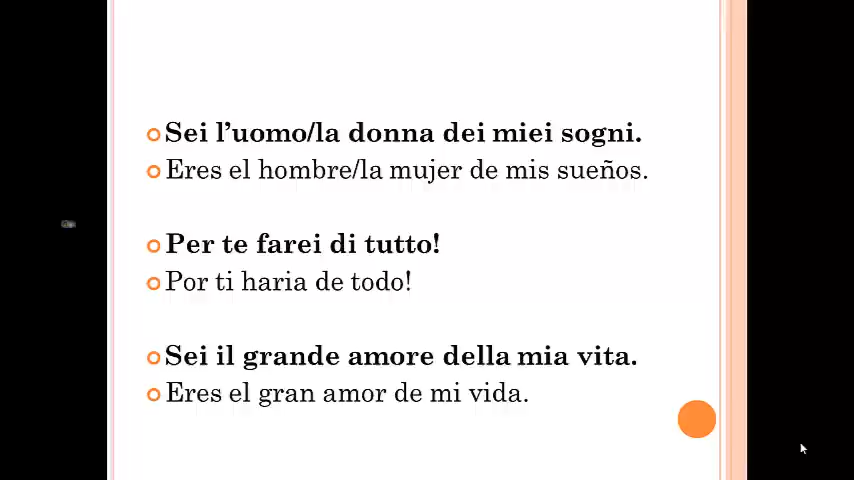 Sei l'uomo/la donna dei miei sogni.
Eres el hombre/la mujer de mis sueños.
Per te farei di tutto!
Por ti haria de todo!
Sei il grande amore della mia vita.
Eres el gran amor de mi vida.